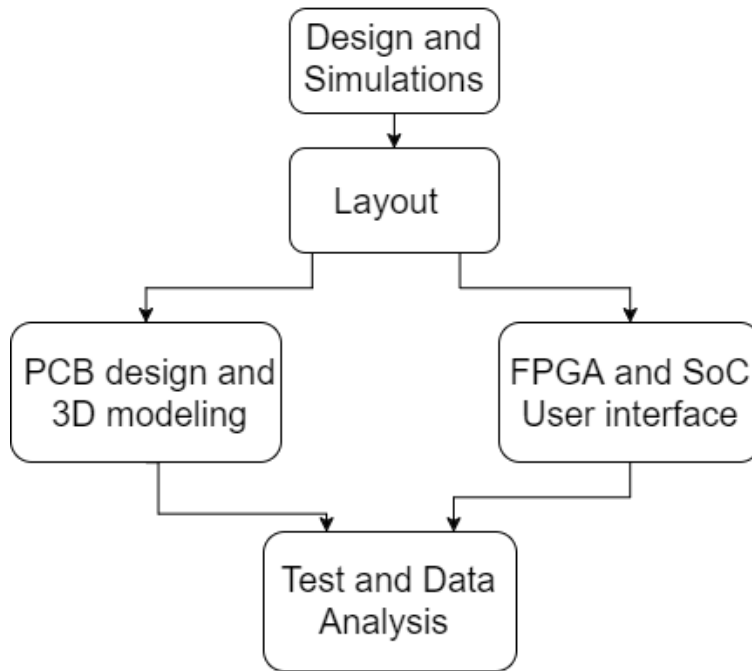 Design and
Simulations
Layout
PCB design and
3D modeling
FPGA and SoC
User interface
Test and Data
Analysis